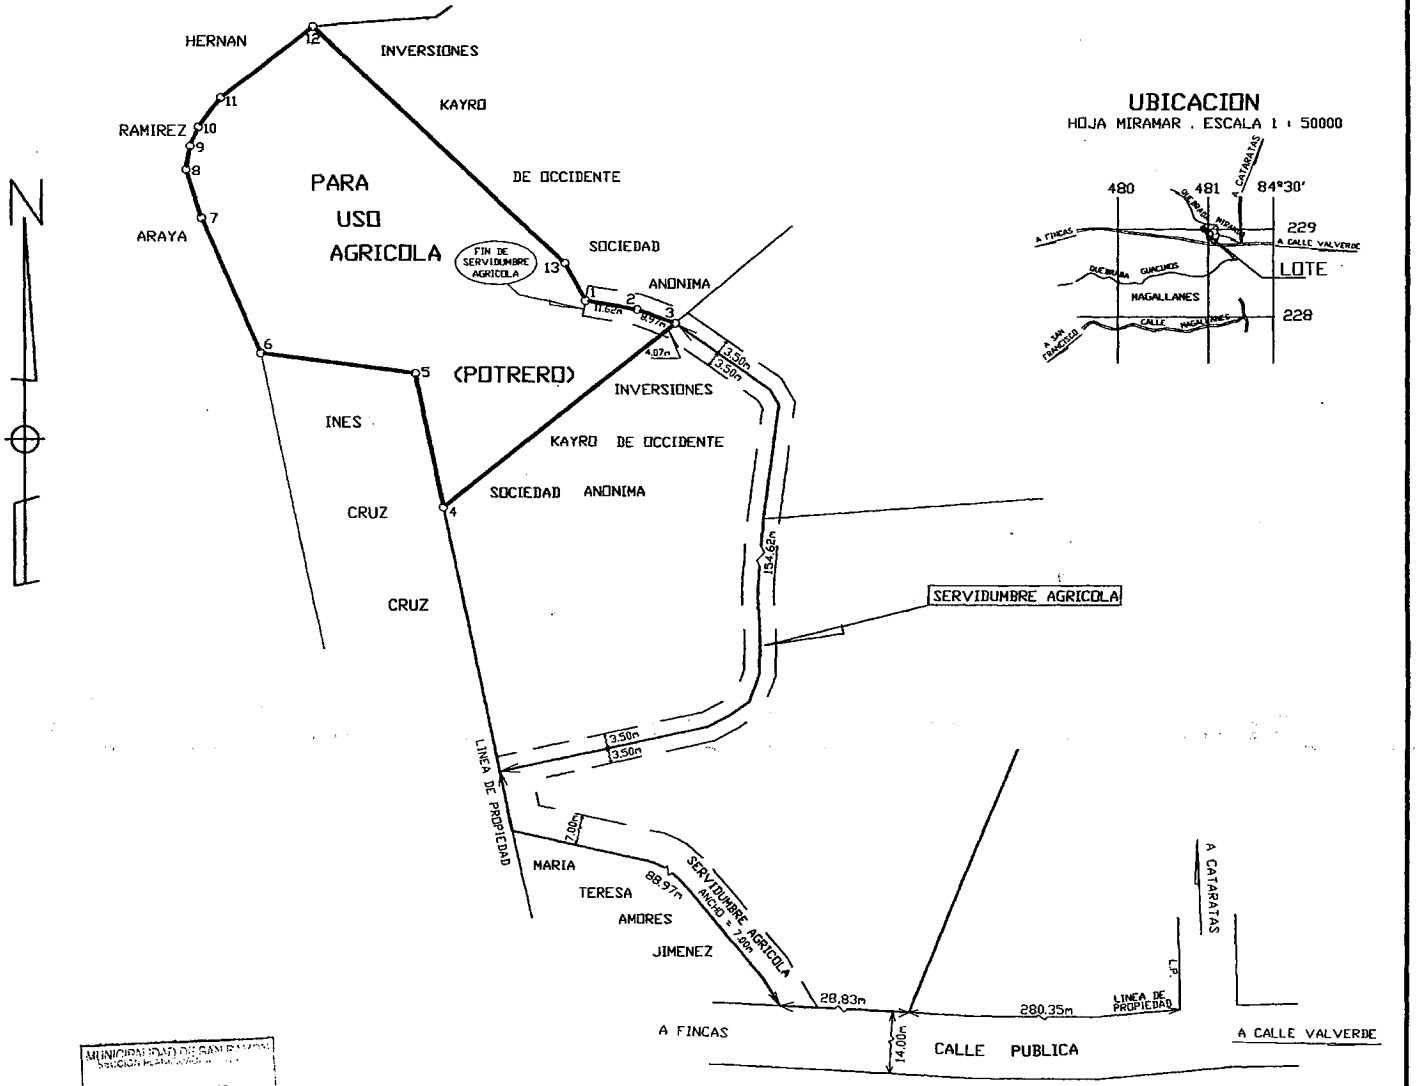 HERNAN
12
INVERSIONES
11
KAYRO
10
RAMIREZ
9
8
PARA
DE OCCIDENTE
7
USO
ARAYA
AGRICOLA
FIN DE
SERVIDUMBRE
AGRICOLA
SOCIEDAD
13
ANONIMA
1
2
3
11.62m
8.97m
4.07m
3.50m
3.50m
6
5
(POTRERO)
INVERSIONES
INES
KAYRO DE OCCIDENTE
SOCIEDAD ANONIMA
CRUZ
4
CRUZ
154.62m
SERVIDUMBRE AGRICOLA
3.50m
3.50m
LINEA DE PROPIEDAD
7.00m
MARIA
TERESA
AMORES
JIMENEZ
88.97m
SERVIDUMBRE AGRICOLA
ANCHO = 7.00m
28.83m
280.35m
LINEA DE
PROPIEDAD
L.P.
A CATARATAS
A FINCAS
14.00m
CALLE PUBLICA
A CALLE VALVERDE
N
UBICACION
HOJA MIRAMAR . ESCALA 1 : 50000
480
481
84°30'
A CATARATAS
QUEBRADA MIRANDA
229
A FINCAS
A CALLE VALVERDE
LOTE
QUEBRADA GUACIMOS
MAGALLANES
228
CALLE MAGALLANES
A SAN
FRANCISCO
MUNICIPALIDAD DE SAN RAMON